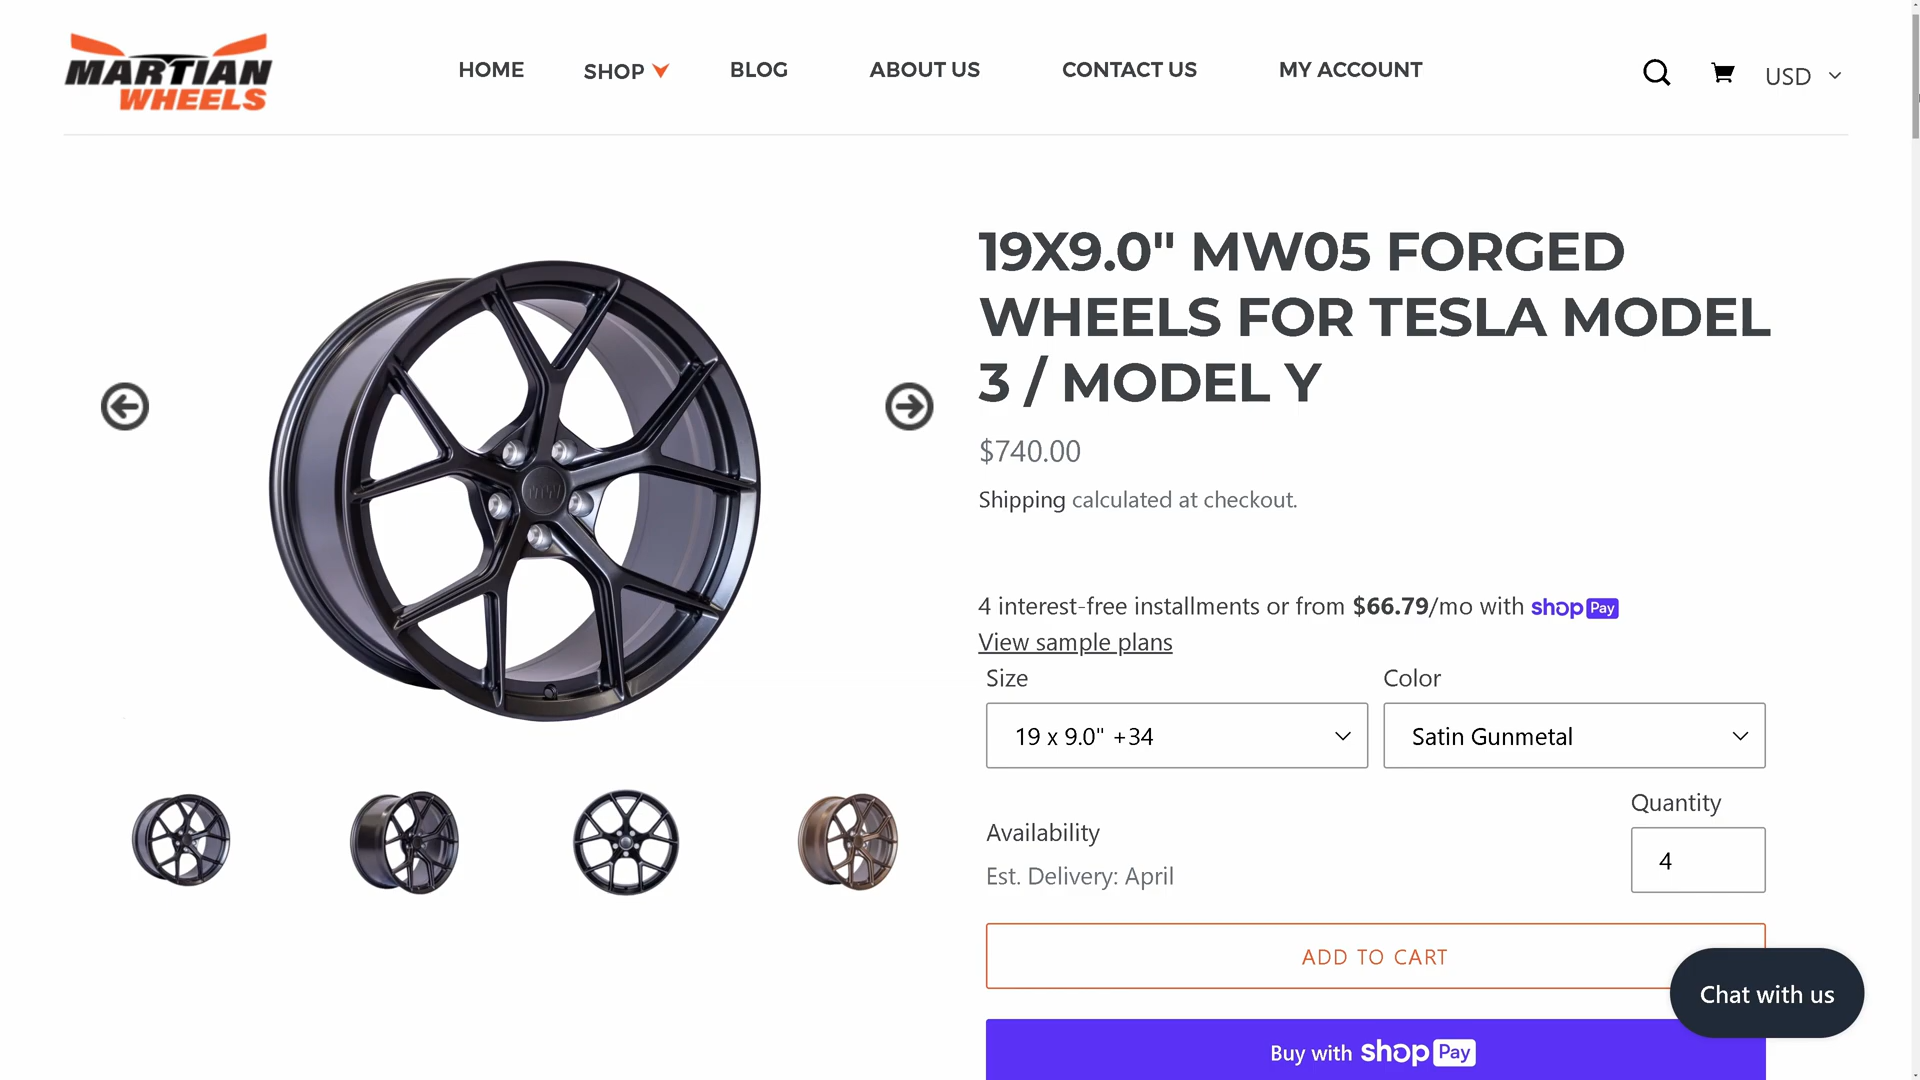 MARTIAN
WHEELS
HOME
SHOP
BLOG
ABOUT US
CONTACT US
MY ACCOUNT
USD
19X9.0" MW05 FORGED
WHEELS FOR TESLA MODEL
3 / MODEL Y
$740.00
Shipping calculated at checkout.
4 interest-free installments or from $66.79/mo with shop Pay
View sample plans
Size
Color
19 x 9.0" +34
Satin Gunmetal
Quantity
Availability
4
Est. Delivery: April
ADD TO CART
Chat with us
Buy with shop Pay